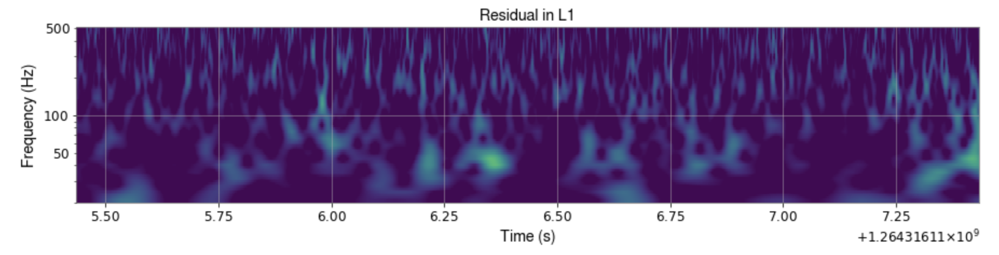 Residual in L1
500
100
50
Frequency (Hz)
5.50 5.75 6.00 6.25 6.50 6.75 7.00 7.25
Time (s)
+1.26431611×10⁹